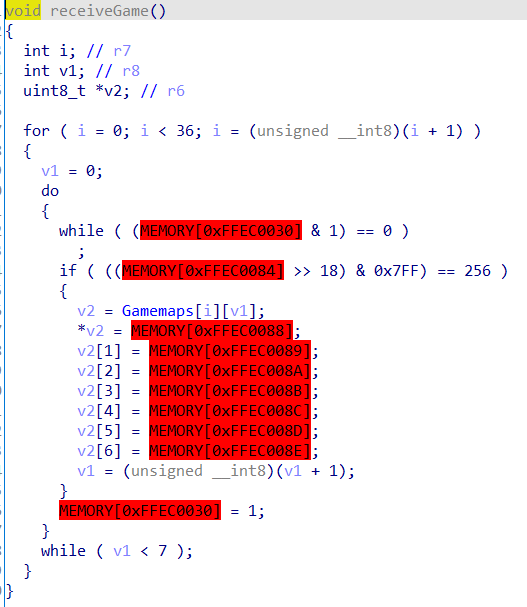 void receiveGame()
{
int i; // r7
int v1; // r8
uint8_t *v2; // r6
for ( i = 0; i < 36; i = (unsigned __int8)(i + 1) )
{
v1 = 0;
do
{
while ( (MEMORY[0xFFEC0030] & 1) == 0 )
;
if ( ((MEMORY[0xFFEC0084] >> 18) & 0x7FF) == 256 )
{
v2 = Gamemaps[i][v1];
*v2 = MEMORY[0xFFEC0088];
v2[1] = MEMORY[0xFFEC0089];
v2[2] = MEMORY[0xFFEC008A];
v2[3] = MEMORY[0xFFEC008B];
v2[4] = MEMORY[0xFFEC008C];
v2[5] = MEMORY[0xFFEC008D];
v2[6] = MEMORY[0xFFEC008E];
v1 = (unsigned __int8)(v1 + 1);
}
MEMORY[0xFFEC0030] = 1;
}
while ( v1 < 7 );
}
}